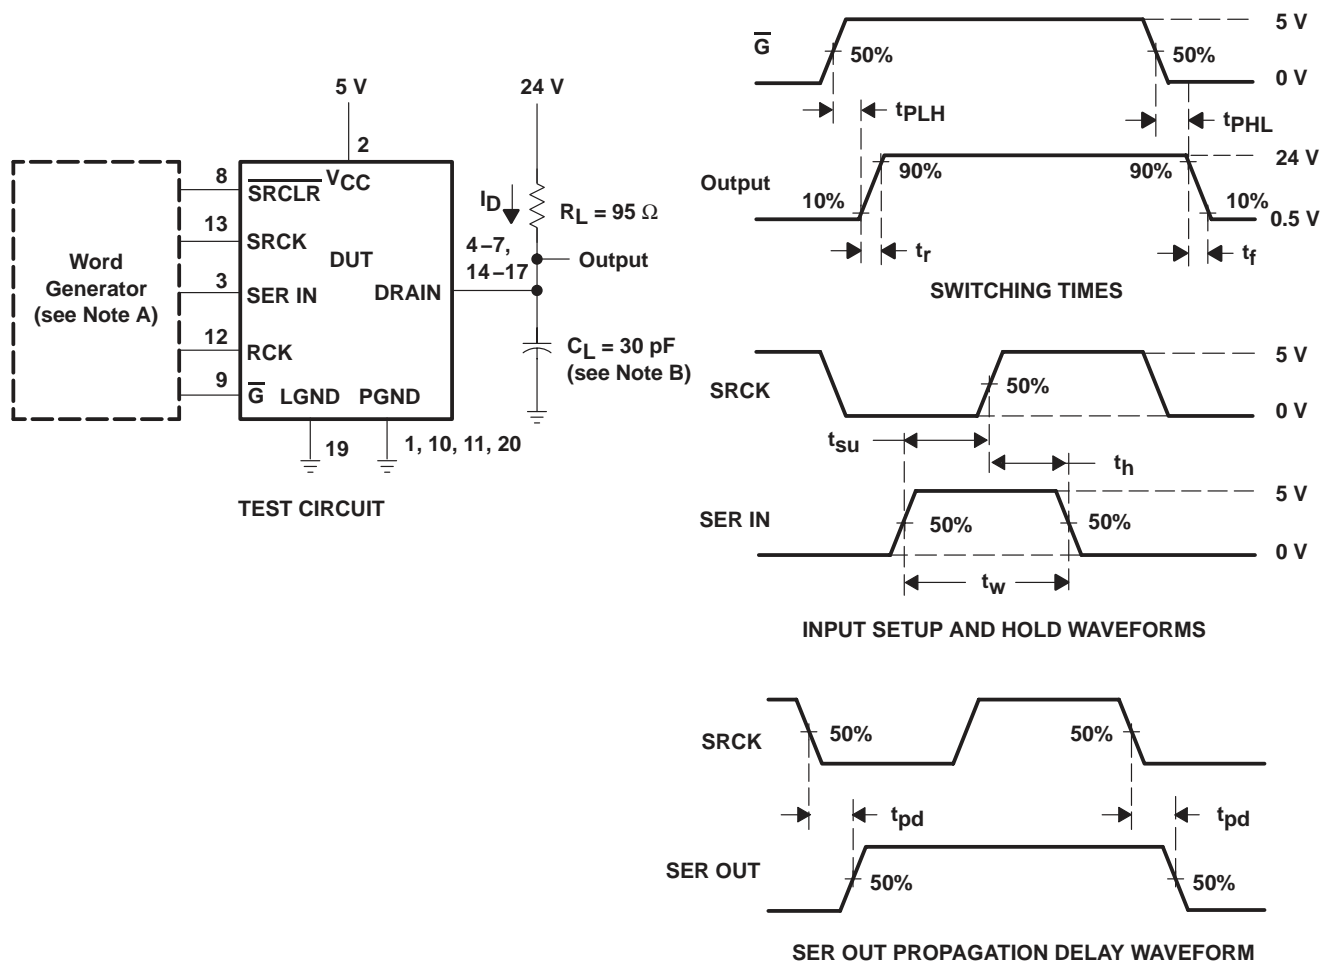 5 V
24 V
2
8
SRCLR
VCC
ID
RL = 95 Ω
13
SRCK
4–7,
14–17
Output
Word
Generator
(see Note A)
DUT
3
SER IN
DRAIN
12
RCK
CL = 30 pF
(see Note B)
9
G
LGND
PGND
19
1, 10, 11, 20
TEST CIRCUIT
G
50%
50%
5 V
0 V
tPLH
tPHL
Output
10%
90%
90%
10%
24 V
0.5 V
tr
tf
SWITCHING TIMES
SRCK
50%
5 V
0 V
tsu
th
SER IN
50%
50%
5 V
0 V
tw
INPUT SETUP AND HOLD WAVEFORMS
SRCK
50%
50%
tpd
tpd
SER OUT
50%
50%
SER OUT PROPAGATION DELAY WAVEFORM